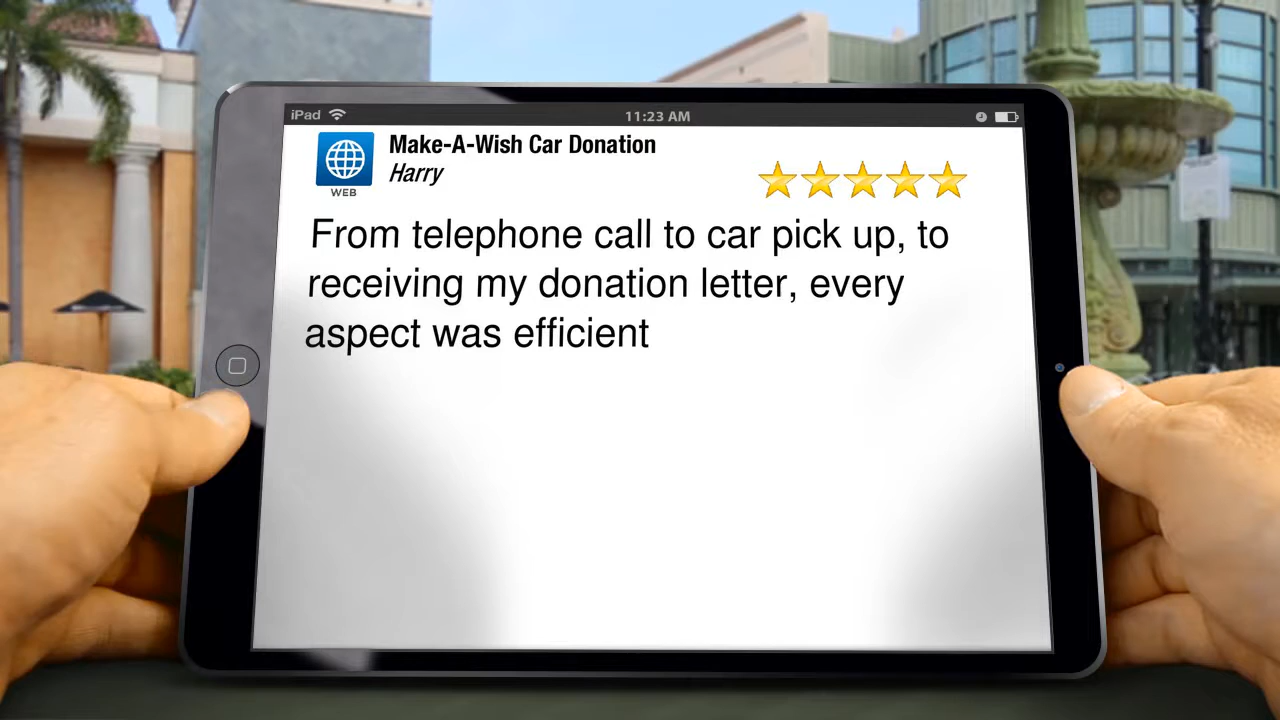 iPad 11:23 AM
Make-A-Wish Car Donation
Harry
WEB
From telephone call to car pick up, to
receiving my donation letter, every
aspect was efficient